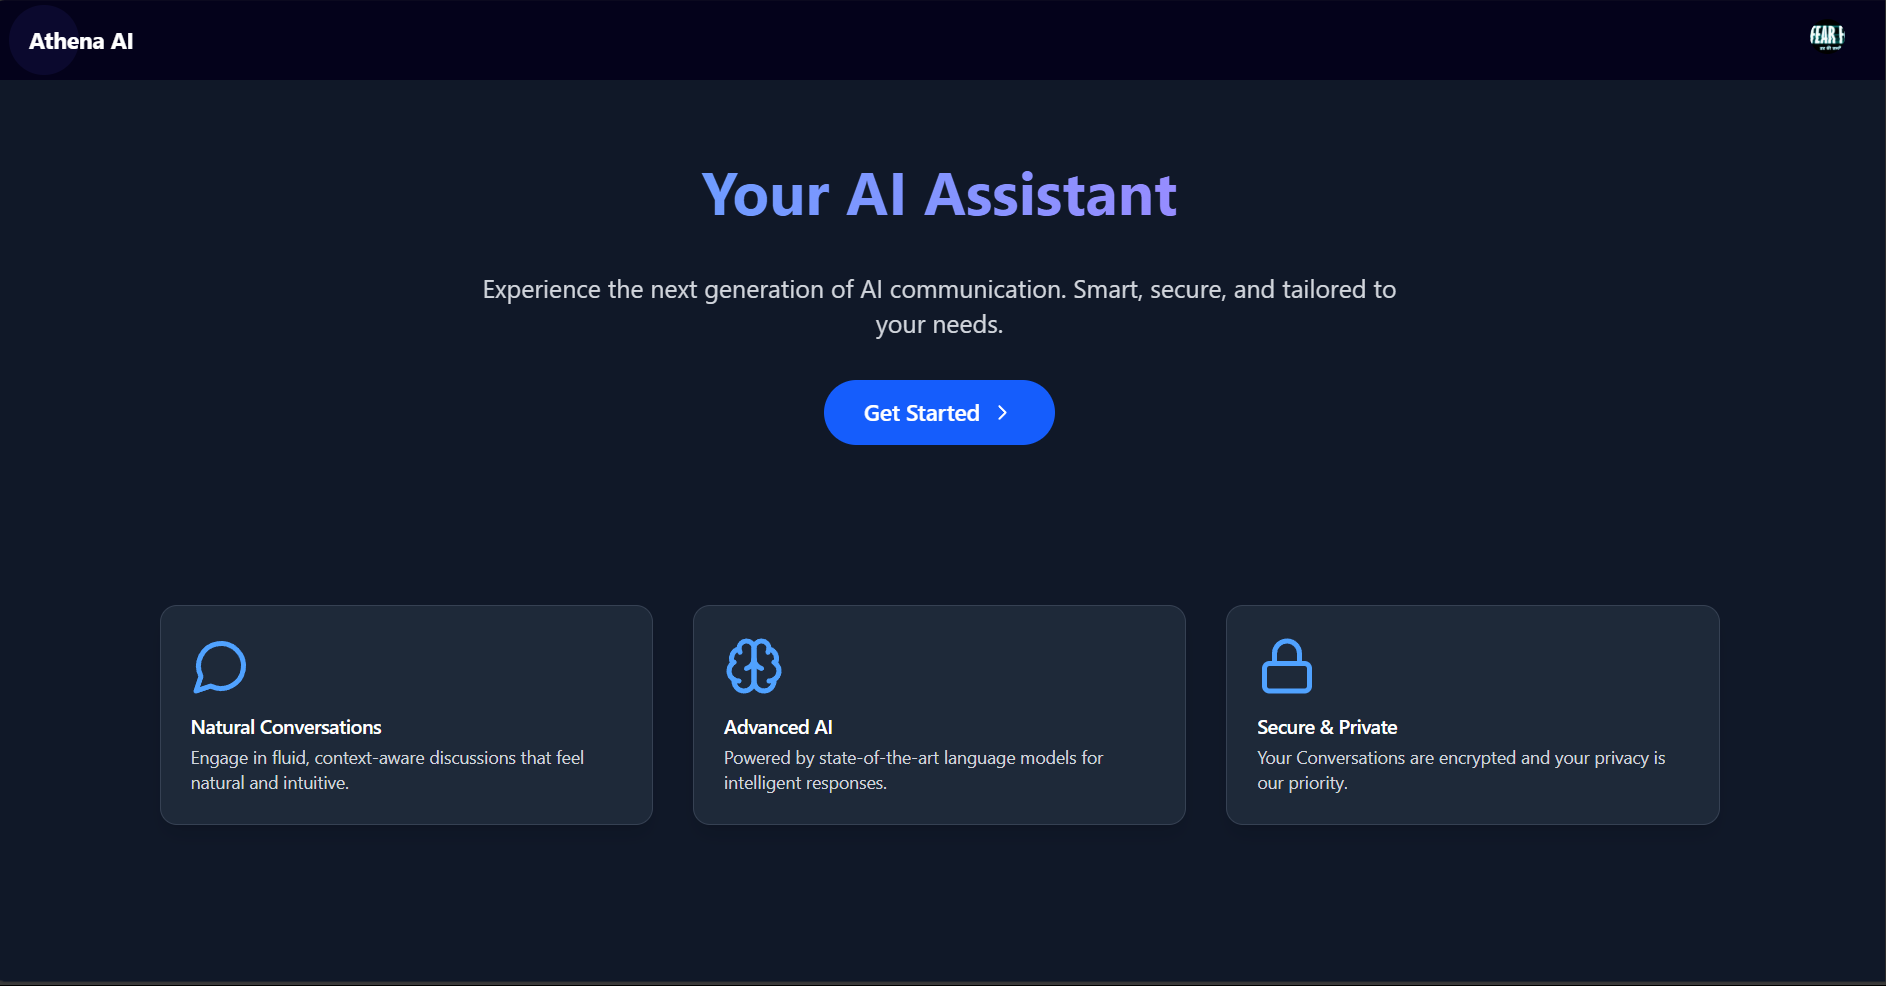 Athena AI
FEAR
Your AI Assistant
Experience the next generation of AI communication. Smart, secure, and tailored to
your needs.
Get Started
Natural Conversations
Engage in fluid, context-aware discussions that feel
natural and intuitive.
Advanced AI
Powered by state-of-the-art language models for
intelligent responses.
Secure & Private
Your Conversations are encrypted and your privacy is
our priority.